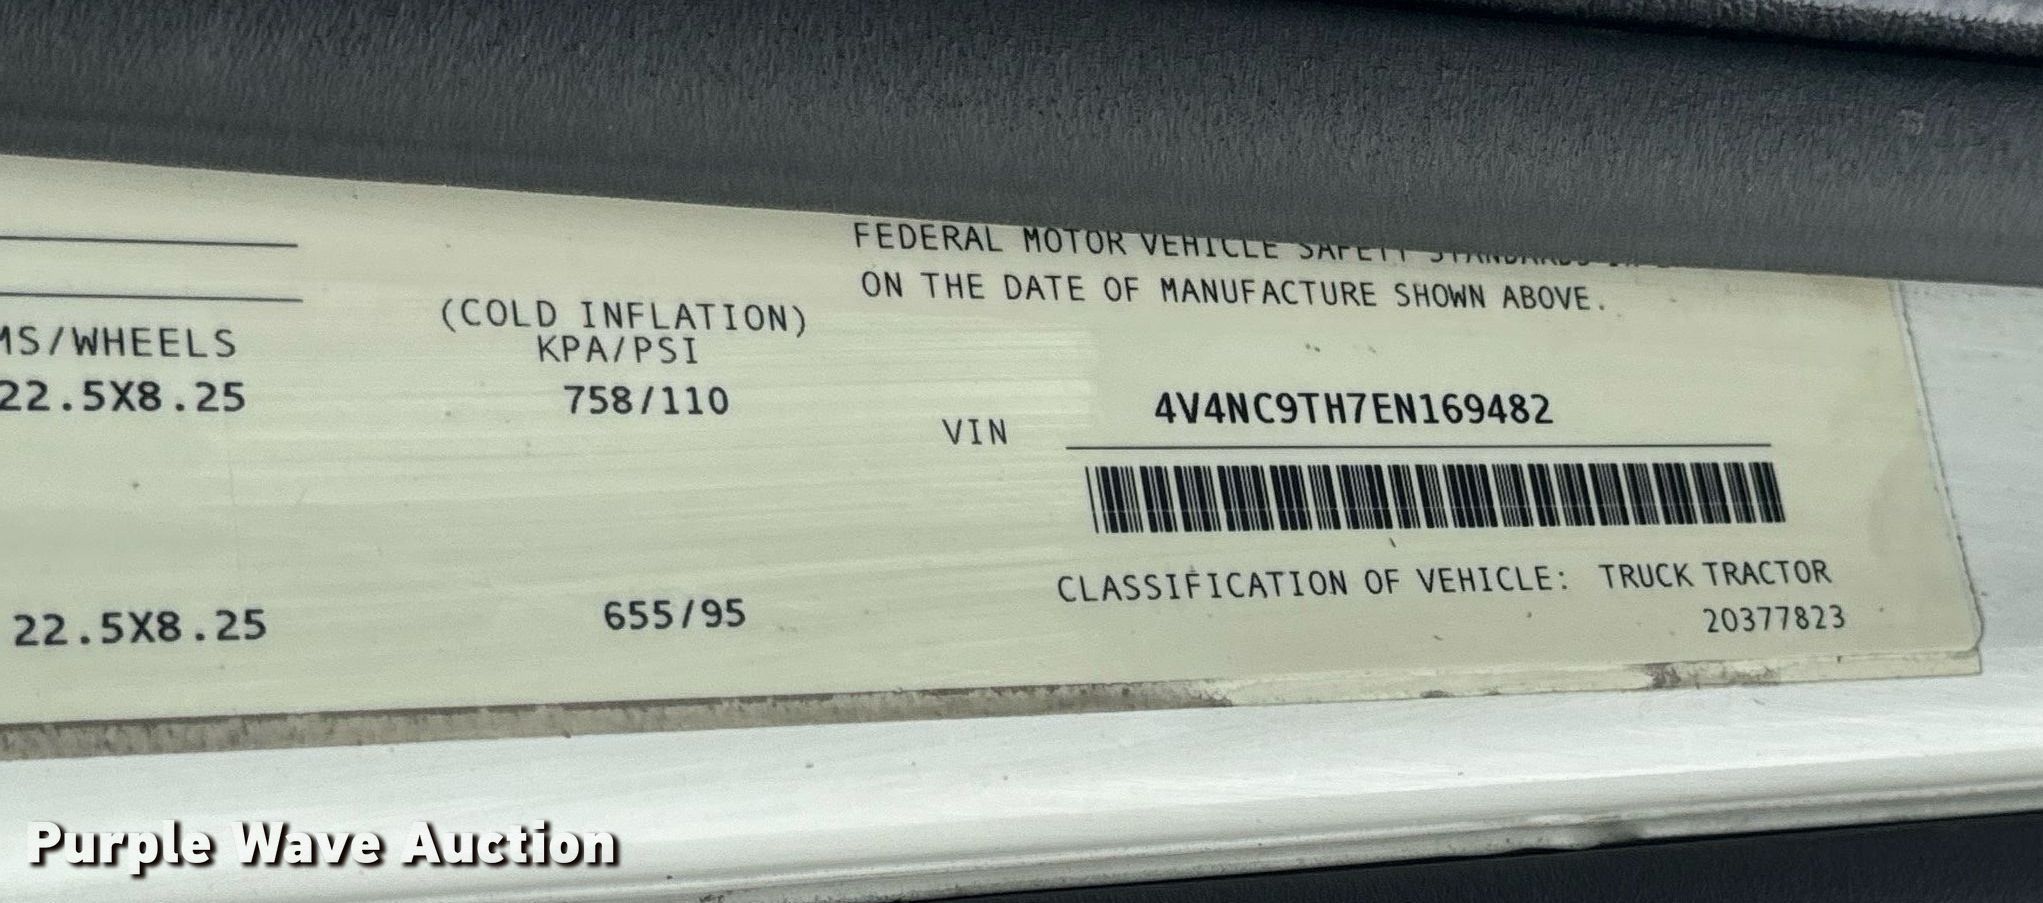 FEDERAL MOTOR VEHICLE SAFETY STANDARDS
ON THE DATE OF MANUFACTURE SHOWN ABOVE.
MS/WHEELS
(COLD INFLATION)
KPA/PSI
22.5X8.25
758/110
VIN
4V4NC9TH7EN169482
22.5X8.25
655/95
CLASSIFICATION OF VEHICLE: TRUCK TRACTOR
20377823
Purple Wave Auction